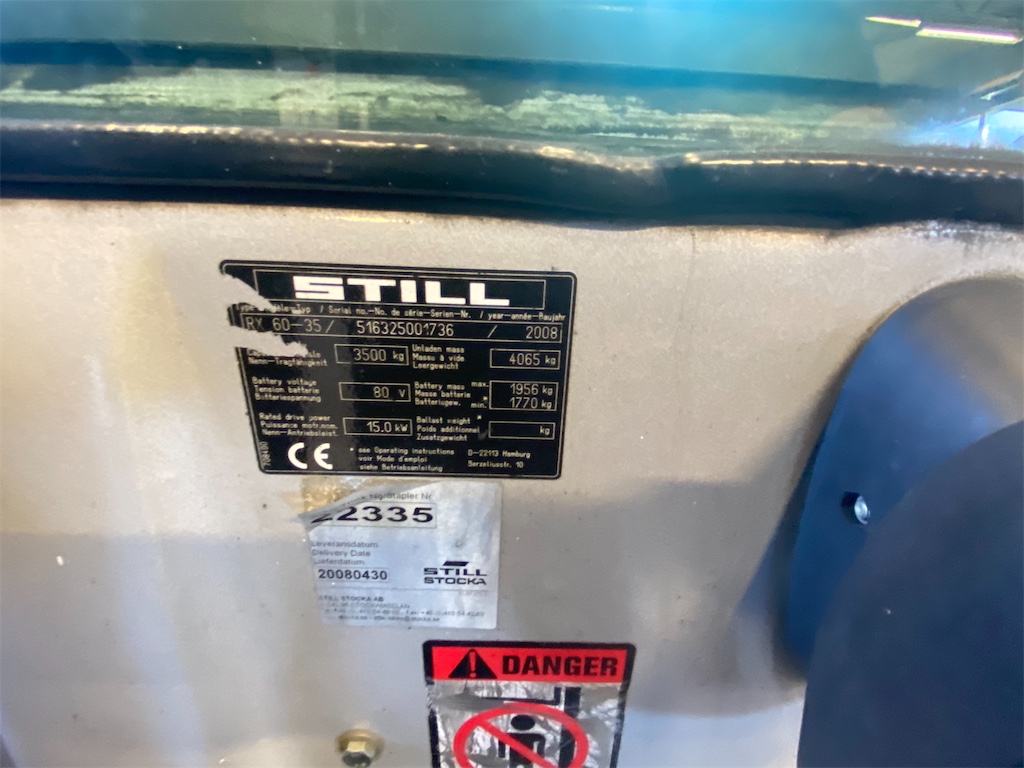 STILL
Typ / Serial no.-No. de série-Serien-Nr. / year-année-Baujahr
RX 60-35 / 516325001736 / 2008
Nenn-Tragfähigkeit 3500 kg
Unladen mass
Massu à vide
Leergewicht 4065 kg
Battery voltage
Tension batterie
Batteriespannung 80 V
Battery mass max. 1956 kg
Masse batterie
Batteriegew. min. 1770 kg
Rated drive power
Puissance motr.nom.
Nenn-Antriebsleist. 15.0 kW
Ballast weight *
Poids additionnel
Zusatzgewicht kg
CE
see Operating instructions
voir Mode d'emploi
siehe Betriebsanleitung
D-22113 Hamburg
Berzeliusstr. 10
22335
Leveransdatum
Delivery Date
Lieferdatum
20080430
STILL
STOCKA
STILL STOCKA AB
DANGER